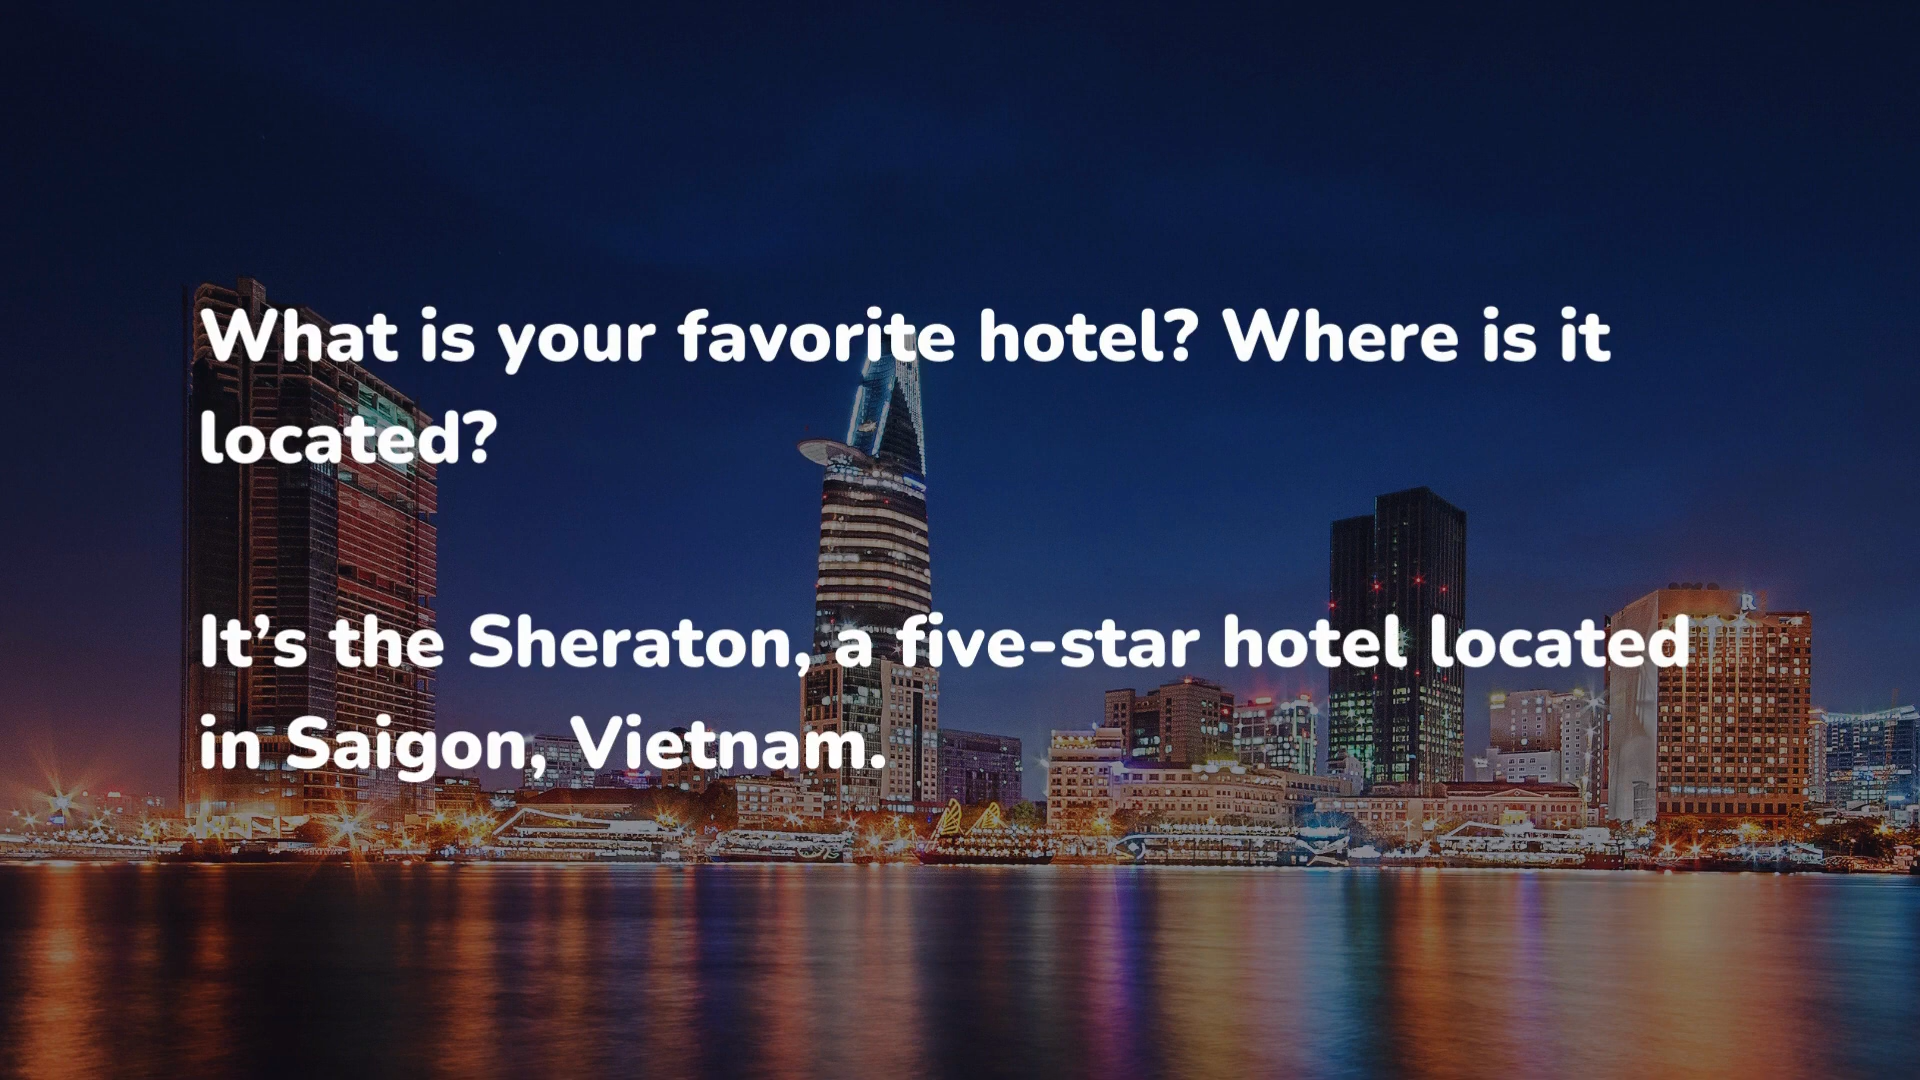 What is your favorite hotel? Where is it
located?
It’s the Sheraton, a five-star hotel located
in Saigon, Vietnam.
R